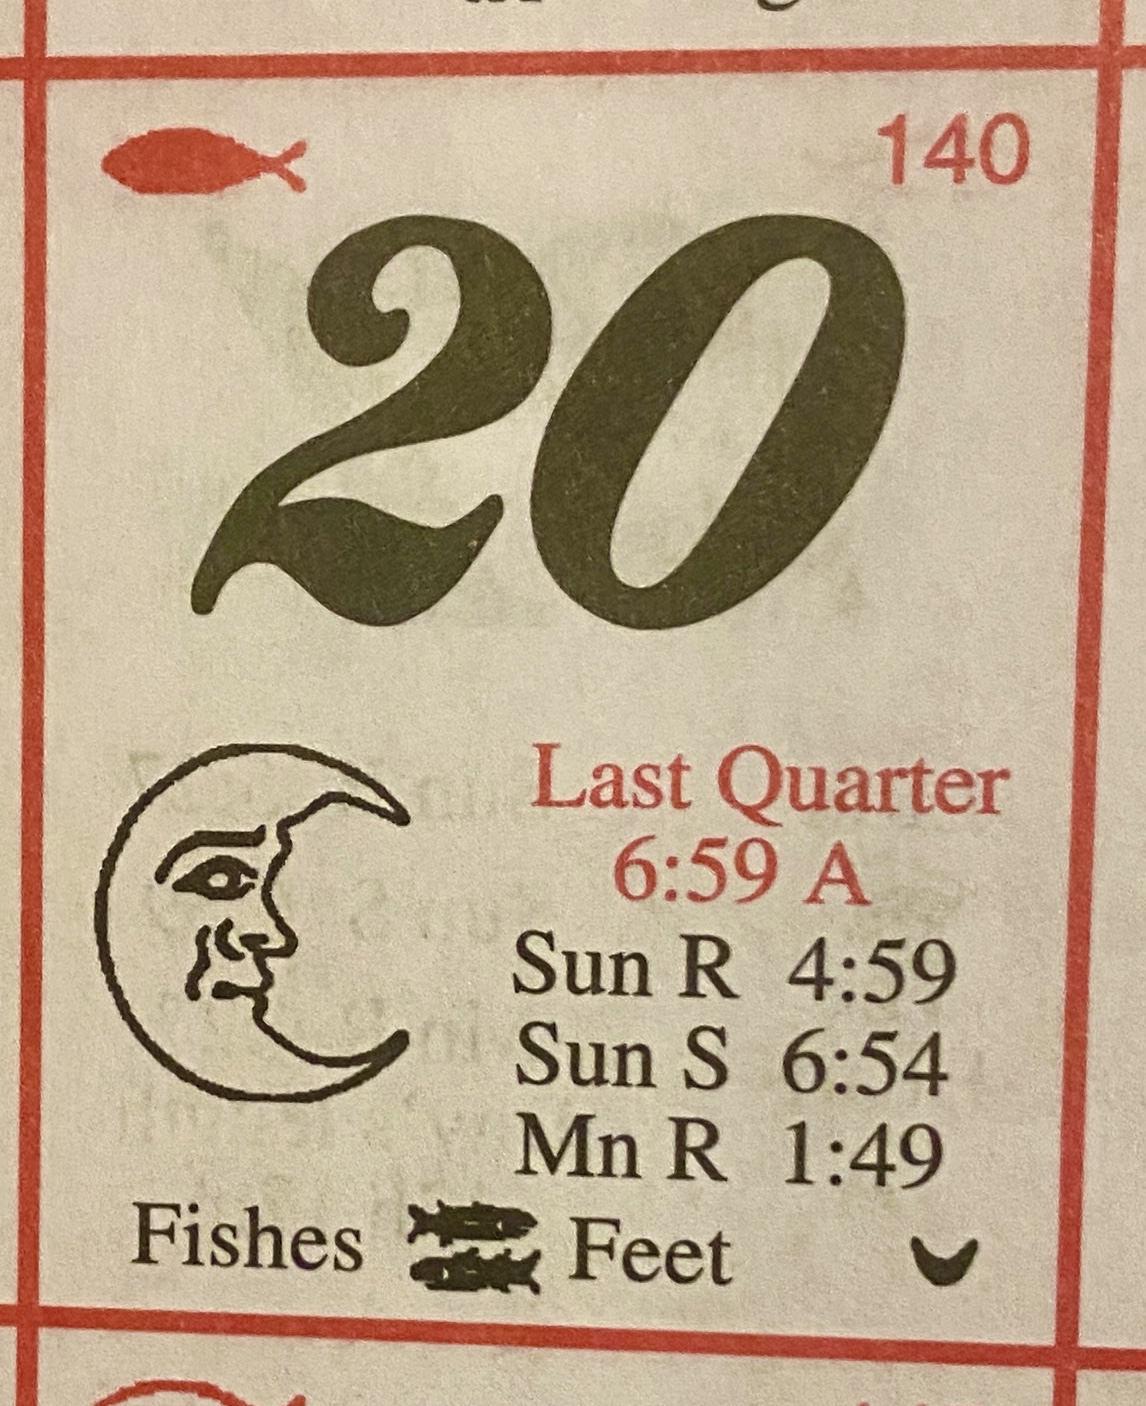 140
20
Last Quarter
6:59 A
Sun R 4:59
Sun S 6:54
Mn R 1:49
Fishes Feet